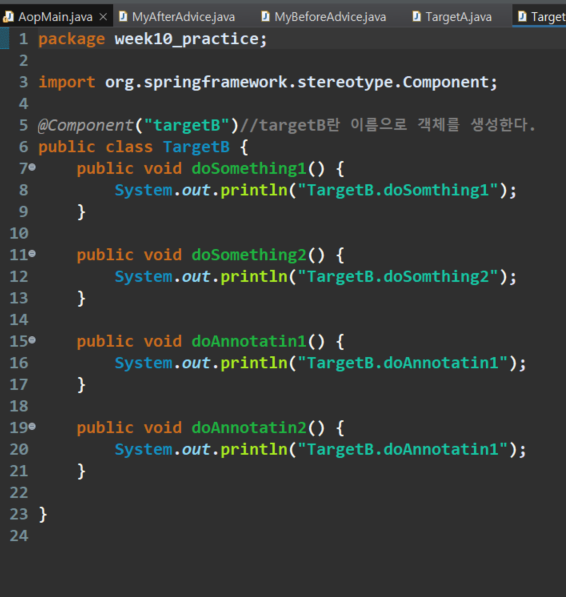 AopMain.java × MyAfterAdvice.java MyBeforeAdvice.java TargetA.java Target
1 package week10_practice;
2
3 import org.springframework.stereotype.Component;
4
5 @Component("targetB")//targetB란 이름으로 객체를 생성한다.
6 public class TargetB {
7 public void doSomething1() {
8 System.out.println("TargetB.doSomthing1");
9 }
10
11 public void doSomething2() {
12 System.out.println("TargetB.doSomthing2");
13 }
14
15 public void doAnnotatin1() {
16 System.out.println("TargetB.doAnnotatin1");
17 }
18
19 public void doAnnotatin2() {
20 System.out.println("TargetB.doAnnotatin1");
21 }
22
23 }
24